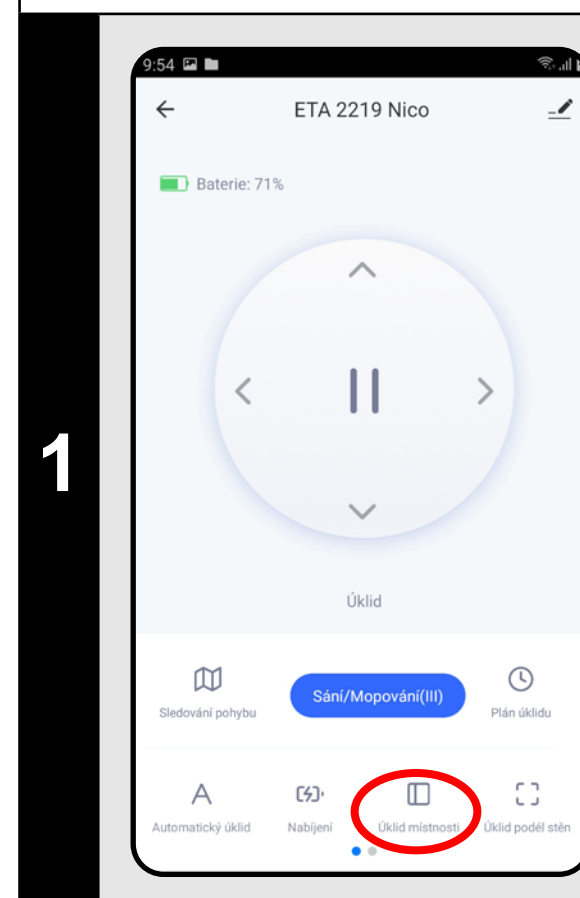 9:54
ETA 2219 Nico
Baterie: 71%
1
Úklid
Sledování pohybu
Sání/Mopování(III)
Plán úklidu
Automatický úklid
Nabíjení
Úklid místnosti
Úklid podél stěn